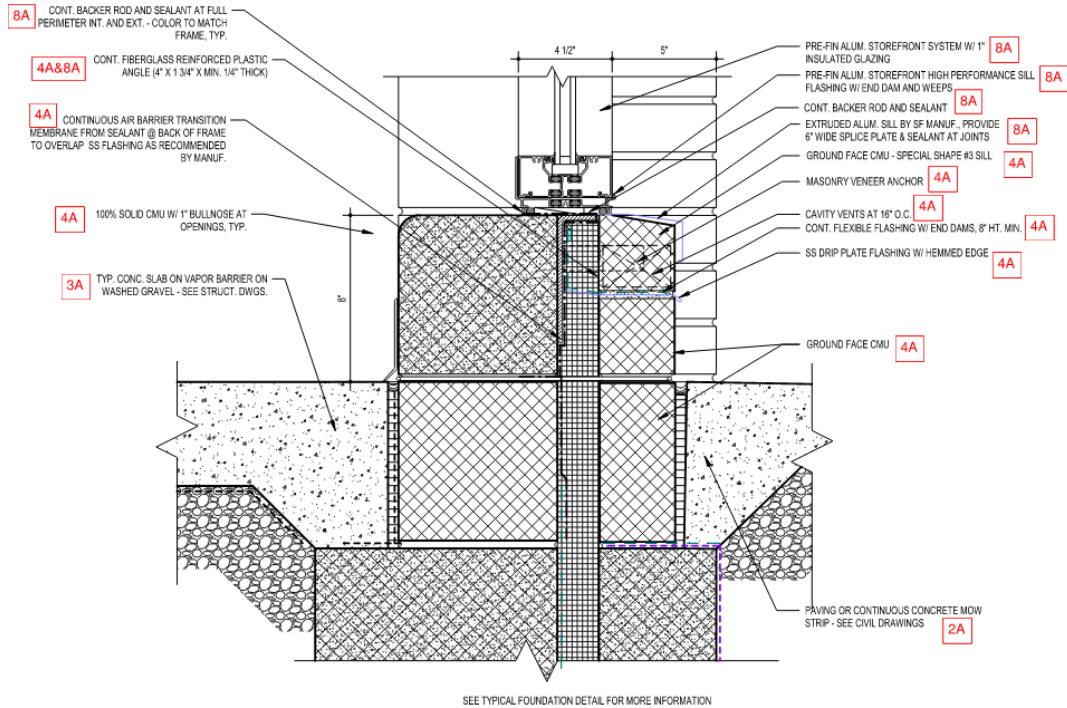 8A
CONT. BACKER ROD AND SEALANT AT FULL
PERIMETER INT. AND EXT. - COLOR TO MATCH
FRAME, TYP.
4A&8A
CONT. FIBERGLASS REINFORCED PLASTIC
ANGLE (4" X 1 3/4" X MIN. 1/4" THICK)
4A
CONTINUOUS AIR BARRIER TRANSITION
MEMBRANE FROM SEALANT @ BACK OF FRAME
TO OVERLAP SS FLASHING AS RECOMMENDED
BY MANUF.
4A
100% SOLID CMU W/ 1" BULLNOSE AT
OPENINGS, TYP.
3A
TYP. CONC. SLAB ON VAPOR BARRIER ON
WASHED GRAVEL - SEE STRUCT. DWGS.
8"
4 1/2"
5"
PRE-FIN ALUM. STOREFRONT SYSTEM W/ 1"
INSULATED GLAZING
8A
PRE-FIN ALUM. STOREFRONT HIGH PERFORMANCE SILL
FLASHING W/ END DAM AND WEEPS
8A
CONT. BACKER ROD AND SEALANT
8A
EXTRUDED ALUM. SILL BY SF MANUF., PROVIDE
6" WIDE SPLICE PLATE & SEALANT AT JOINTS
8A
GROUND FACE CMU - SPECIAL SHAPE #3 SILL
4A
MASONRY VENEER ANCHOR
4A
CAVITY VENTS AT 16" O.C.
4A
CONT. FLEXIBLE FLASHING W/ END DAMS, 8" HT. MIN.
4A
SS DRIP PLATE FLASHING W/ HEMMED EDGE
4A
GROUND FACE CMU
4A
PAVING OR CONTINUOUS CONCRETE MOW
STRIP - SEE CIVIL DRAWINGS
2A
SEE TYPICAL FOUNDATION DETAIL FOR MORE INFORMATION